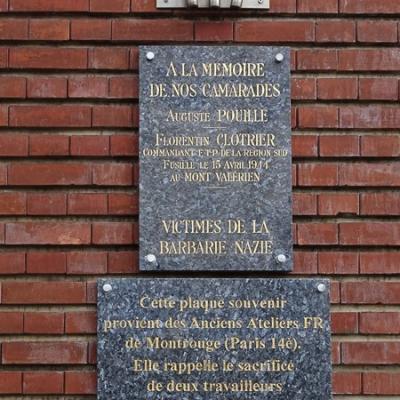 A LA MEMOIRE
DE NOS CAMARADES
AUGUSTE POUILLE
FLORENTIN CLOTRIER
COMMANDANT F.T.P. DE LA REGION SUD
FUSILLÉ LE 15 AVRIL 1944
AU MONT VALÉRIEN
VICTIMES DE LA
BARBARIE NAZIE
Cette plaque souvenir
provient des Anciens Ateliers FR.
de Montrouge (Paris 14è).
Elle rappelle le sacrifice
de deux travailleurs